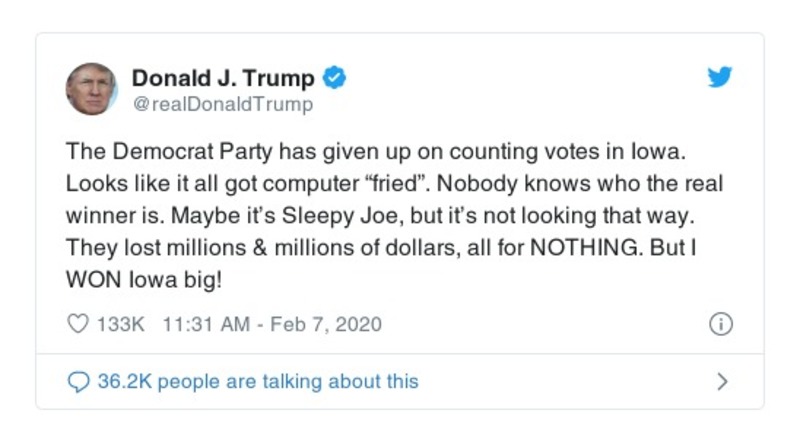 Donald J. Trump
@realDonaldTrump
The Democrat Party has given up on counting votes in Iowa.
Looks like it all got computer “fried”. Nobody knows who the real
winner is. Maybe it’s Sleepy Joe, but it’s not looking that way.
They lost millions & millions of dollars, all for NOTHING. But I
WON Iowa big!
133K 11:31 AM - Feb 7, 2020
36.2K people are talking about this